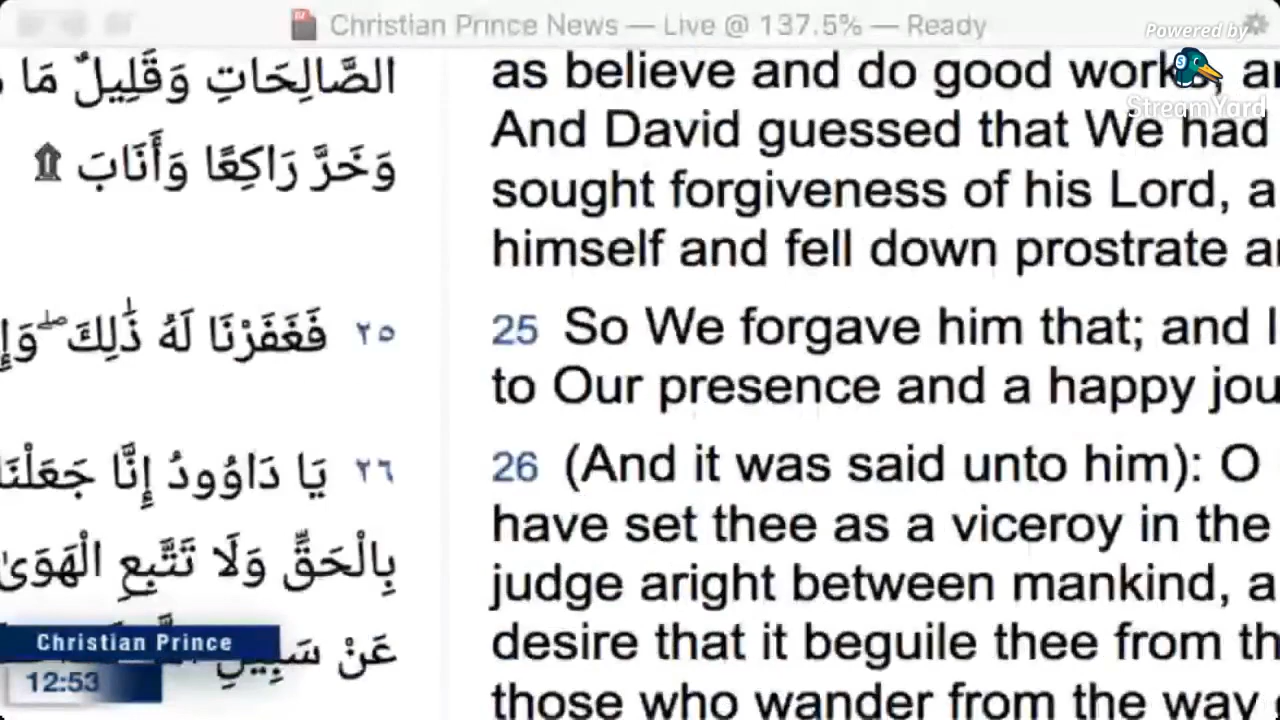 Christian Prince News — Live @ 137.5% — Ready
Powered by
StreamYard
الصَّالِحَاتِ وَقَلِيلٌ مَا
وَخَرَّ رَاكِعًا وَأَنَابَ ۩
٢٥ فَغَفَرْنَا لَهُ ذَٰلِكَ ۖ
٢٦ يَا دَاوُودُ إِنَّا
بِالْحَقِّ وَلَا تَتَّبِعِ الْهَوَىٰ
عَنْ سَبِيلِ
as believe and do good works,
And David guessed that We had
sought forgiveness of his Lord,
himself and fell down prostrate
25 So We forgave him that; and
to Our presence and a happy
26 (And it was said unto him): O
have set thee as a viceroy in the
judge aright between mankind,
desire that it beguile thee from
those who wander from the way
Christian Prince
12:53